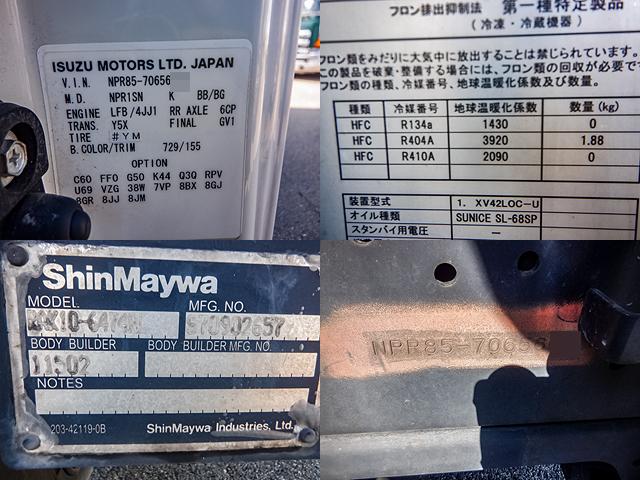 ISUZU MOTORS LTD. JAPAN
V.I.N. NPR85-70656
M.D. NPR1SN K BB/BG
ENGINE LFB/4JJ1 RR AXLE 6CP
TRANS. Y5X FINAL GV1
TIRE #YM
B.COLOR/TRIM 729/155
OPTION
C60 FF0 G50 K44 Q3Q RPV
U69 VZG 38W 7VP 8BX 8GJ
8GR 8JJ 8JM
フロン排出抑制法 第一種特定製品
(冷凍・冷蔵機器)
フロン類をみだりに大気中に放出することは禁じられています。
この製品を破棄・整備する場合には、フロン類の回収が必要で
フロン類の種類、地球温暖化係数及び数量。
種類 冷媒番号 地球温暖化係数 数量(kg)
HFC R134a 1430 0
HFC R404A 3920 1.88
HFC R410A 2090 0
装置型式 1. XV42LOC-U
オイル種類 SUNICE SL-68SP
スタンバイ用電圧 —
ShinMaywa
MODEL MFG. NO.
BODY BUILDER BODY BUILDER MFG. NO.
11502
NOTES
203-42119-0B ShinMaywa Industries, Ltd.
NPR85-70656